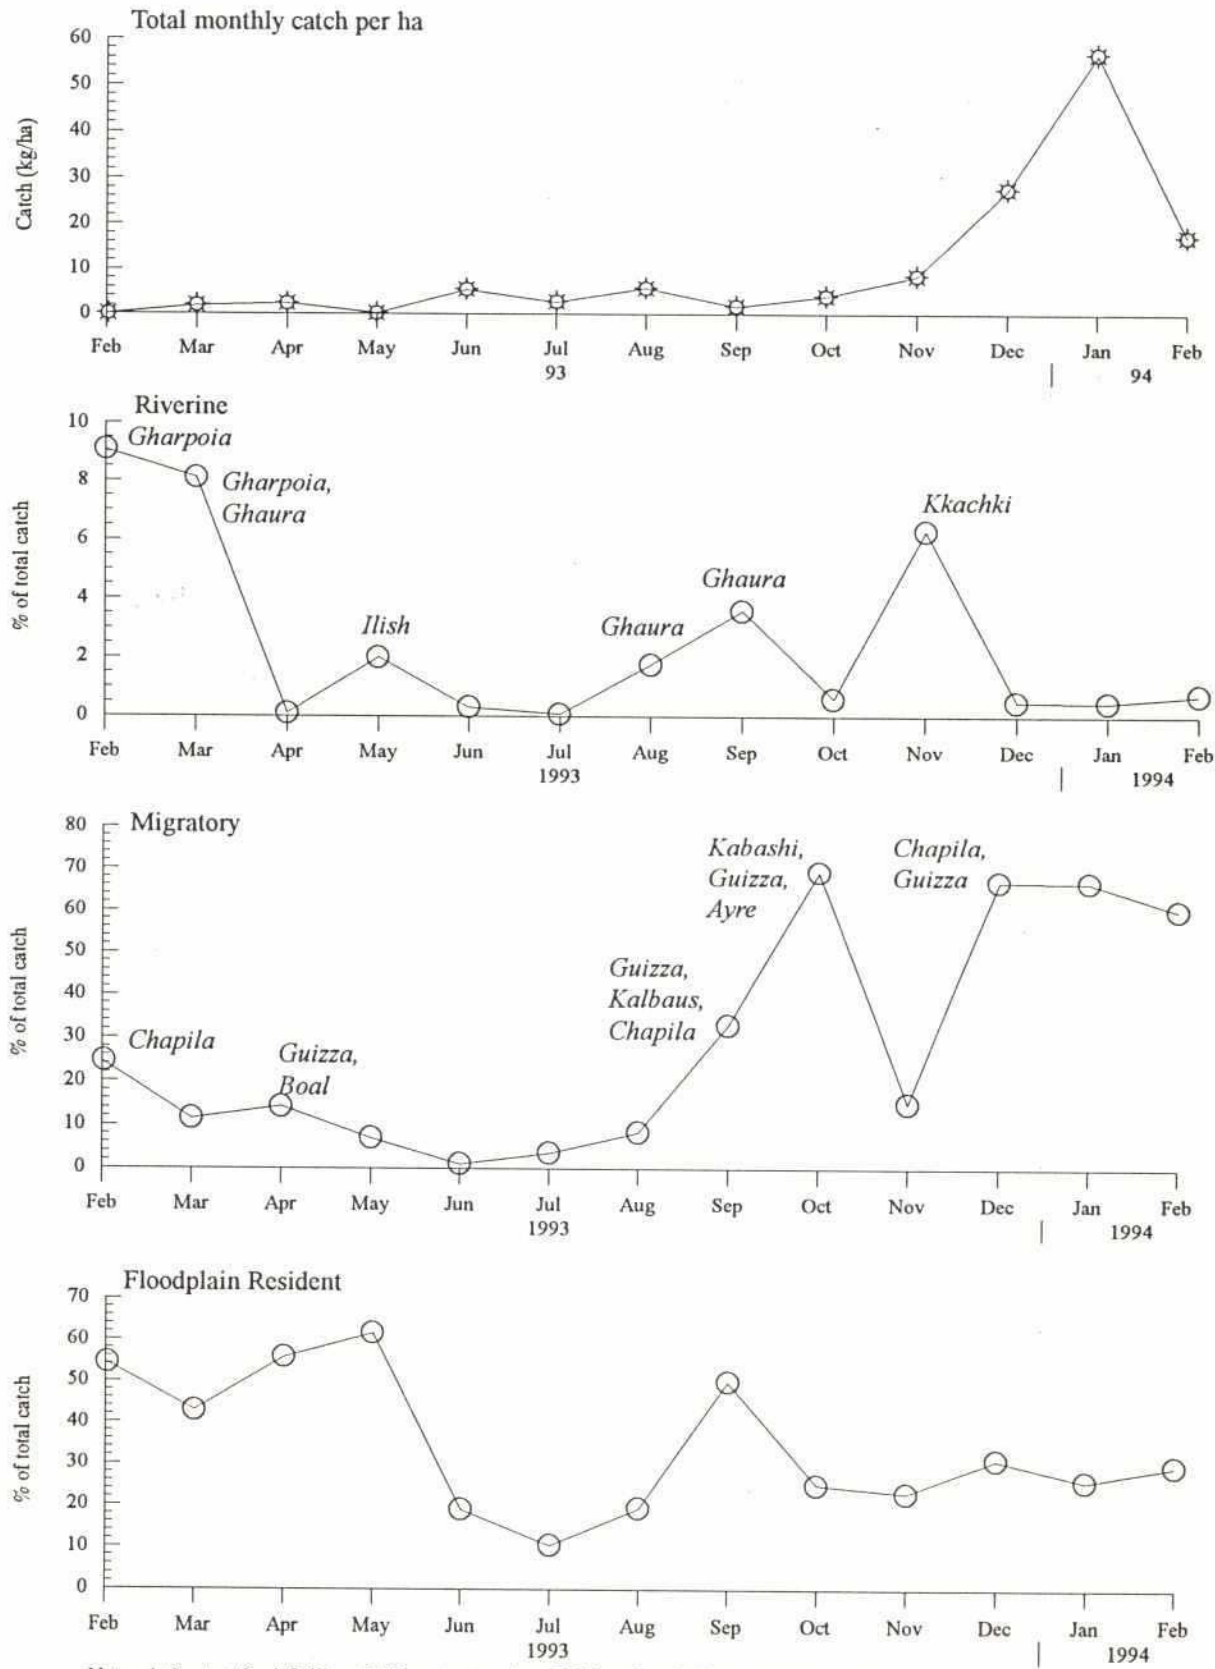 Total monthly catch per ha
Catch (kg/ha)
60
50
40
30
20
10
0
Feb Mar Apr May Jun Jul Aug Sep Oct Nov Dec Jan Feb
93 | 94
Riverine
% of total catch
10
8
6
4
2
0
Gharpoia
Gharpoia,
Ghaura
Ilish
Ghaura
Ghaura
Kkachki
Feb Mar Apr May Jun Jul Aug Sep Oct Nov Dec Jan Feb
1993 | 1994
Migratory
% of total catch
80
70
60
50
40
30
20
10
0
Chapila
Guizza,
Boal
Guizza,
Kalbaus,
Chapila
Kabashi,
Guizza,
Ayre
Chapila,
Guizza
Feb Mar Apr May Jun Jul Aug Sep Oct Nov Dec Jan Feb
1993 | 1994
Floodplain Resident
% of total catch
70
60
50
40
30
20
10
0
Feb Mar Apr May Jun Jul Aug Sep Oct Nov Dec Jan Feb
1993 | 1994